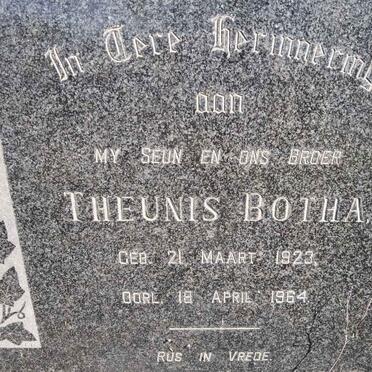 In Tere Herinnering
aan
MY SEUN EN ONS BROER
THEUNIS BOTHA.
GEB. 21 MAART 1923.
OORL. 18 APRIL 1964.
RUS IN VREDE.